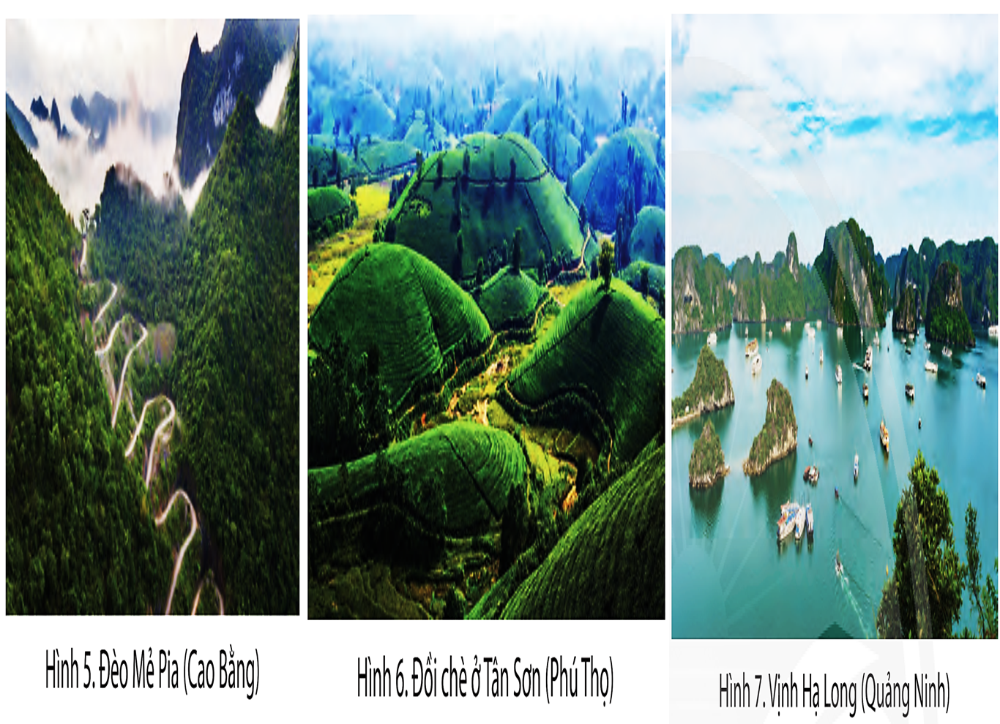 Hình 5. Đèo Mẻ Pia (Cao Bằng)
Hình 6. Đồi chè ở Tân Sơn (Phú Thọ)
Hình 7. Vịnh Hạ Long (Quảng Ninh)